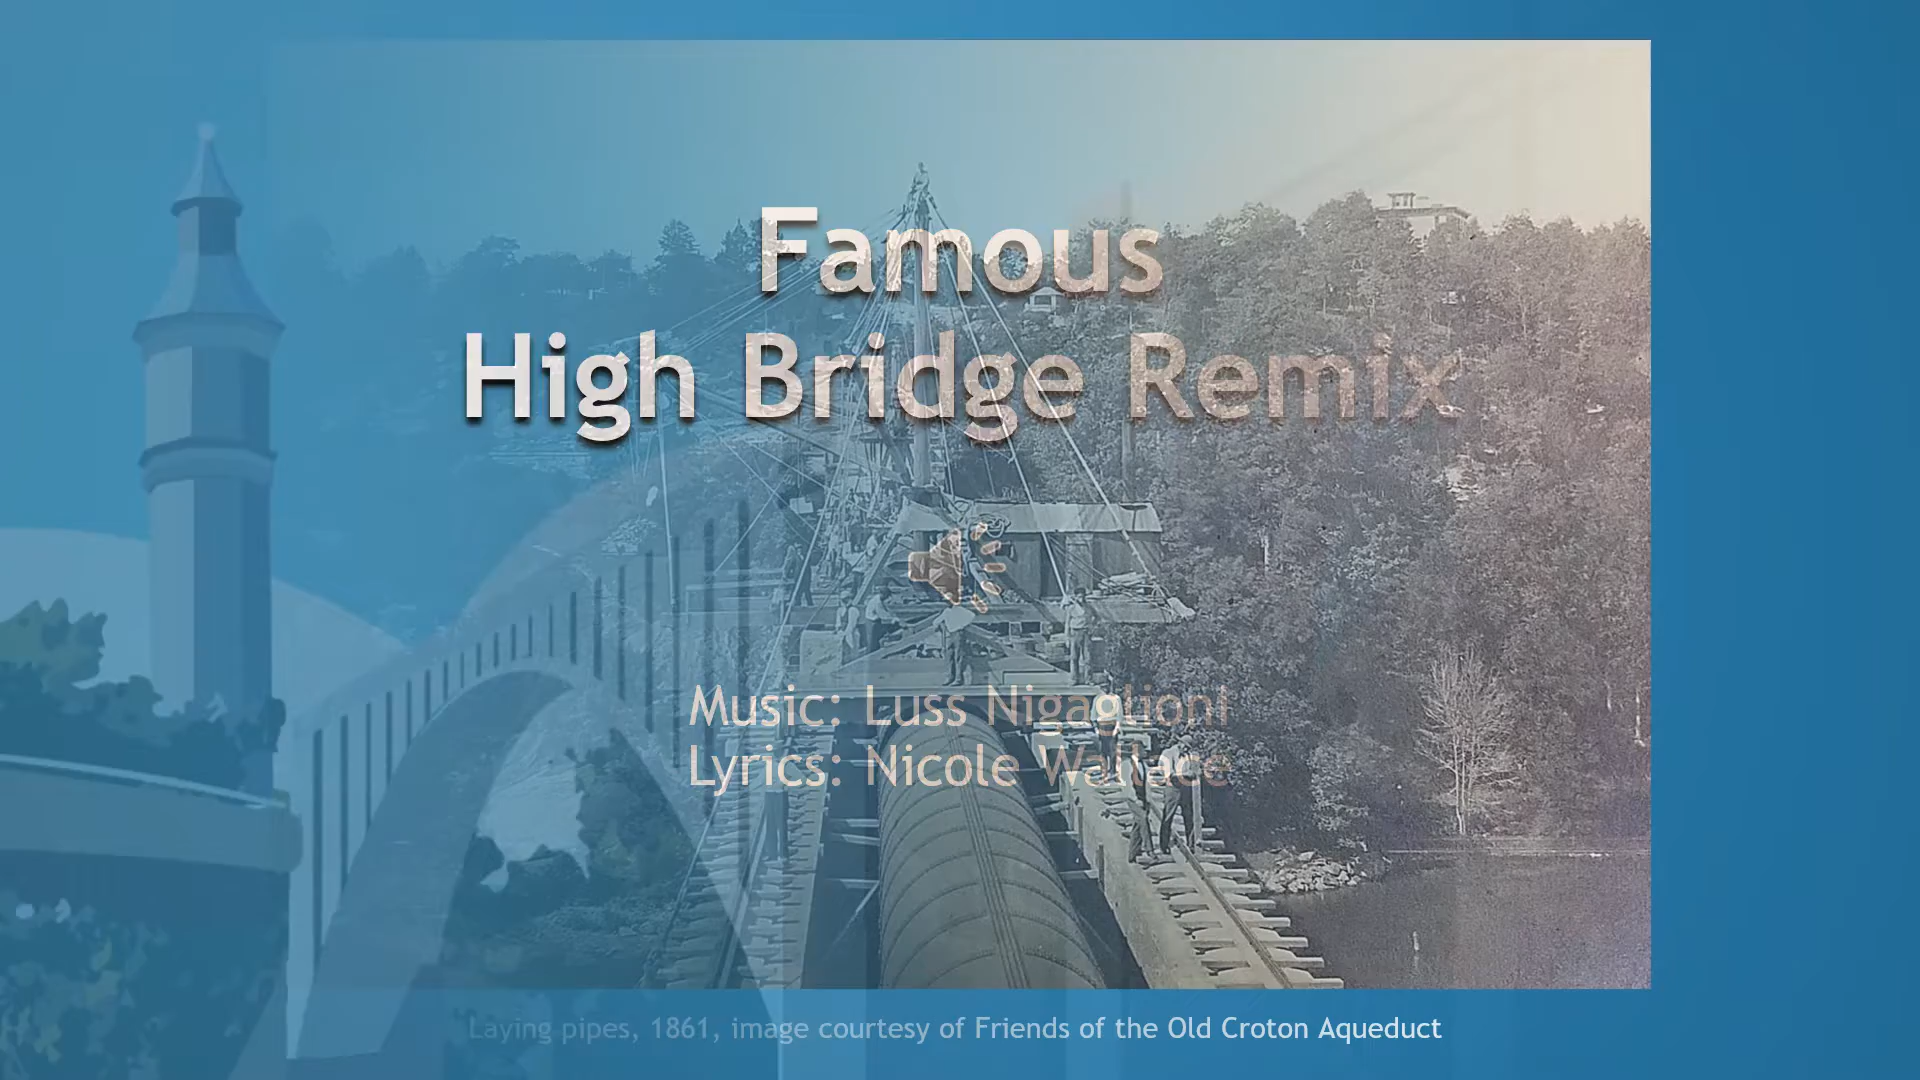 Famous
High Bridge Remix
Music: Luss Nigaglioni
Lyrics: Nicole Wallace
Laying pipes, 1861, image courtesy of Friends of the Old Croton Aqueduct